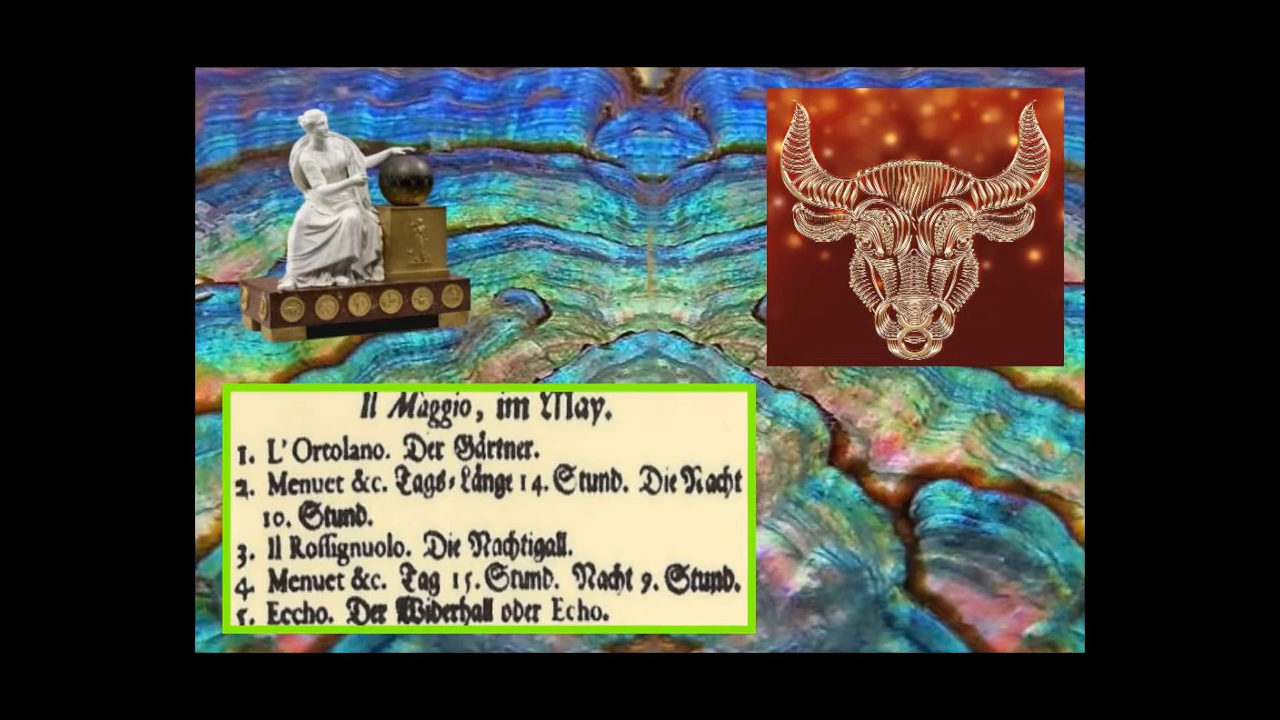 Il Maggio, im May.
1. L'Ortolano. Der Gärtner.
2. Menuet &c. Tags-Länge 14. Stund. Die Nacht
10. Stund.
3. Il Rossignuolo. Die Nachtigall.
4. Menuet &c. Tag 15. Stund. Nacht 9. Stund.
5. Eccho. Der Widerhall oder Echo.